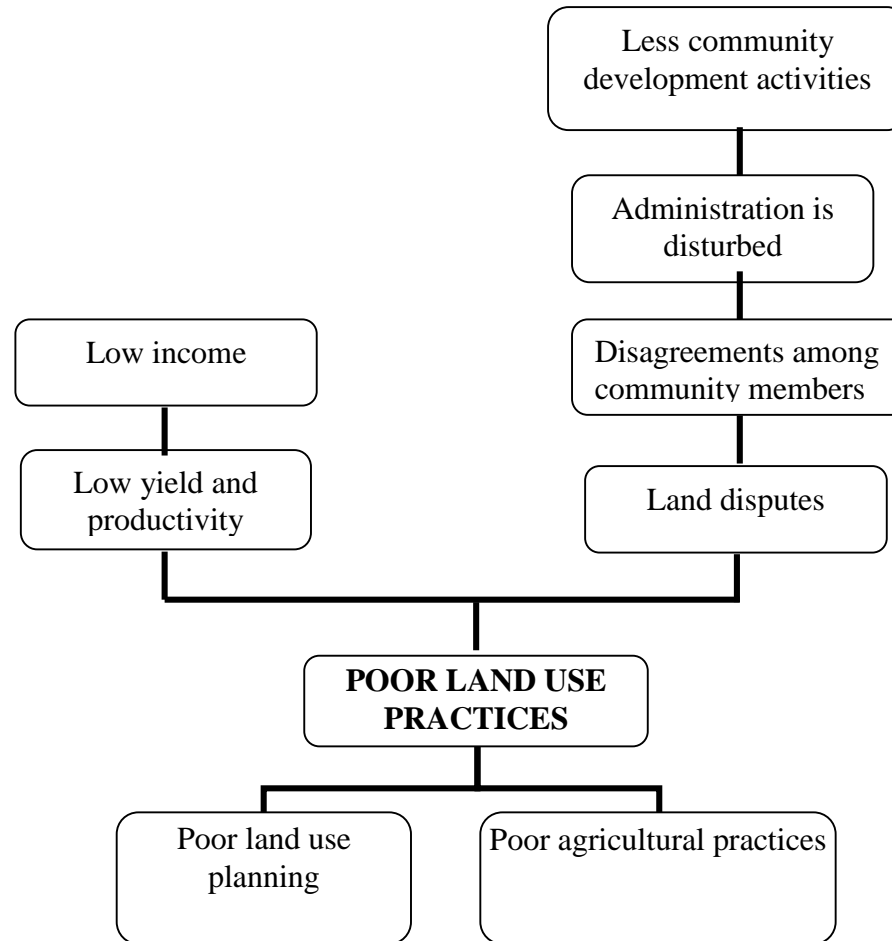 Less community
development activities
Administration is
disturbed
Low income
Disagreements among
community members
Low yield and
productivity
Land disputes
POOR LAND USE
PRACTICES
Poor land use
planning
Poor agricultural practices